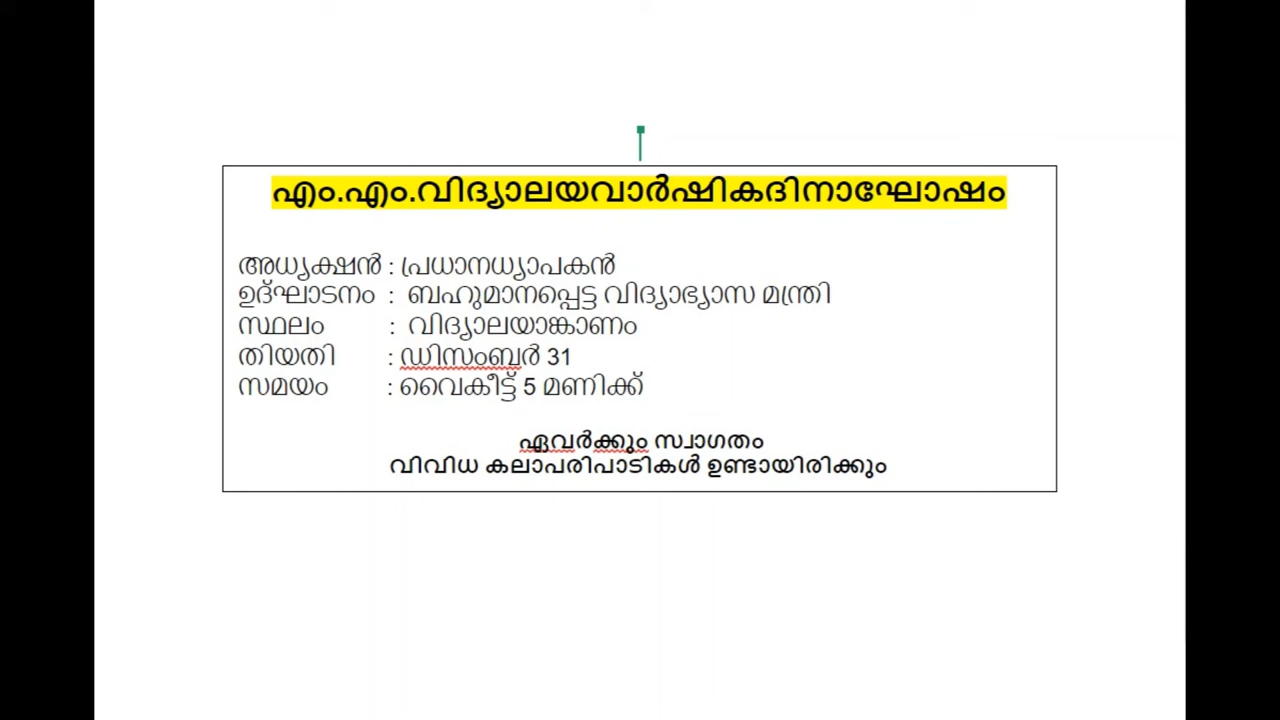 എം.എം.വിദ്യാലയവാർഷികദിനാഘോഷം
അധ്യക്ഷൻ : പ്രധാനധ്യാപകൻ
ഉദ്ഘാടനം : ബഹുമാനപ്പെട്ട വിദ്യാഭ്യാസ മന്ത്രി
സ്ഥലം : വിദ്യാലയാങ്കാണം
തിയതി : ഡിസംബർ 31
സമയം : വൈകീട്ട് 5 മണിക്ക്
ഏവർക്കും സ്വാഗതം
വിവിധ കലാപരിപാടികൾ ഉണ്ടായിരിക്കും